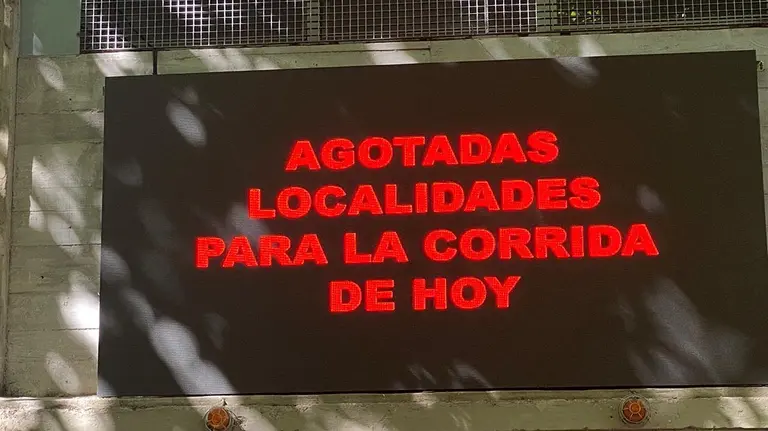 AGOTADAS
LOCALIDADES
PARA LA CORRIDA
DE HOY